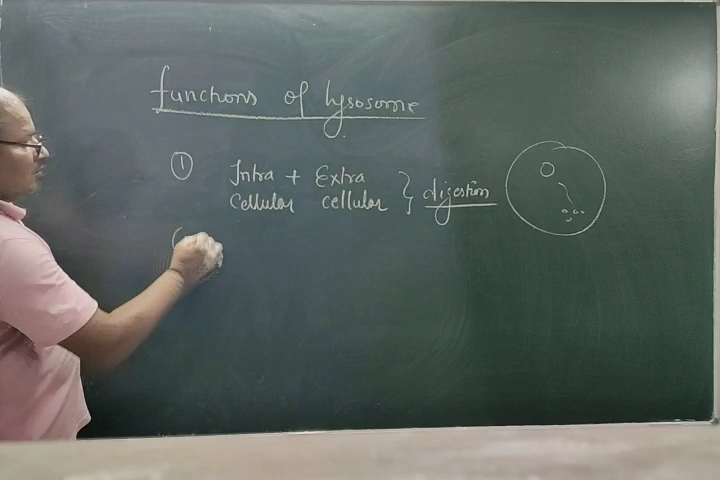 functions of lysosome
① Intra + Extra } digestion
cellular cellular